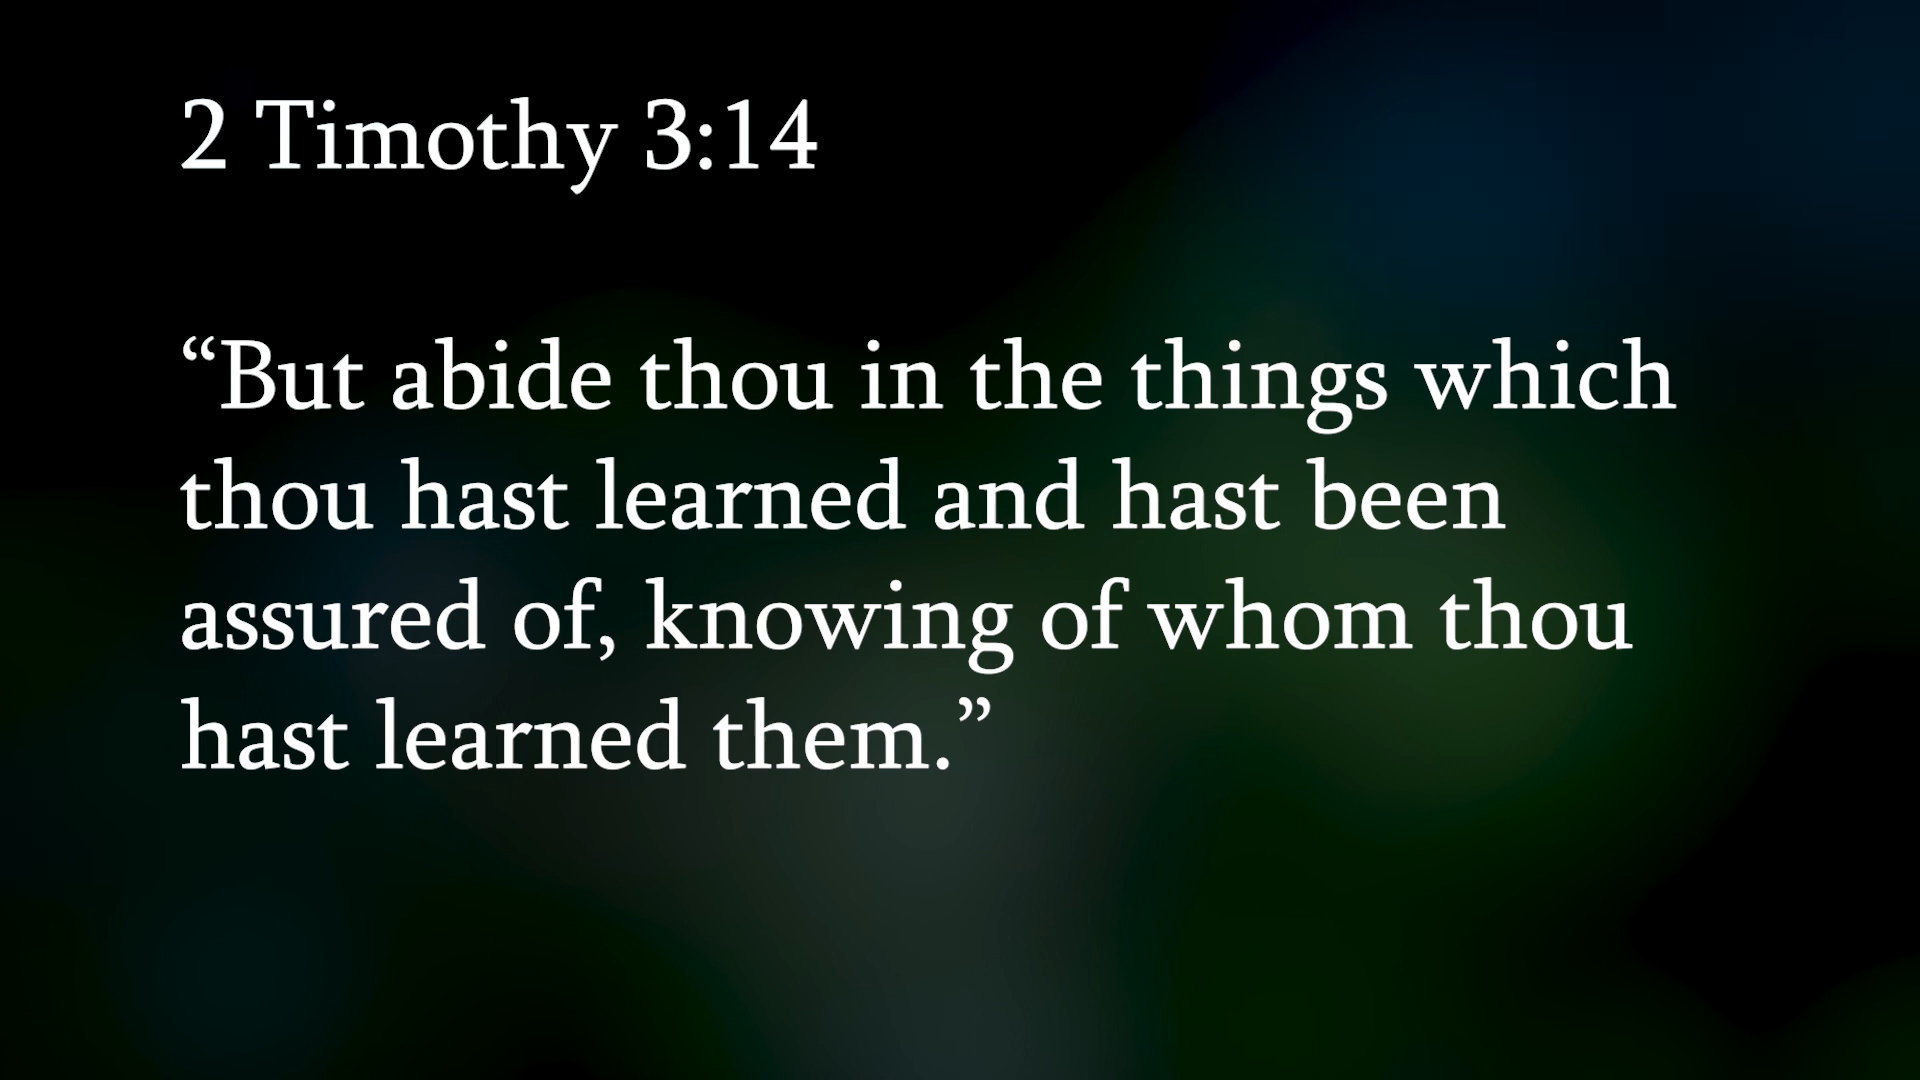 2 Timothy 3:14
“But abide thou in the things which
thou hast learned and hast been
assured of, knowing of whom thou
hast learned them.”